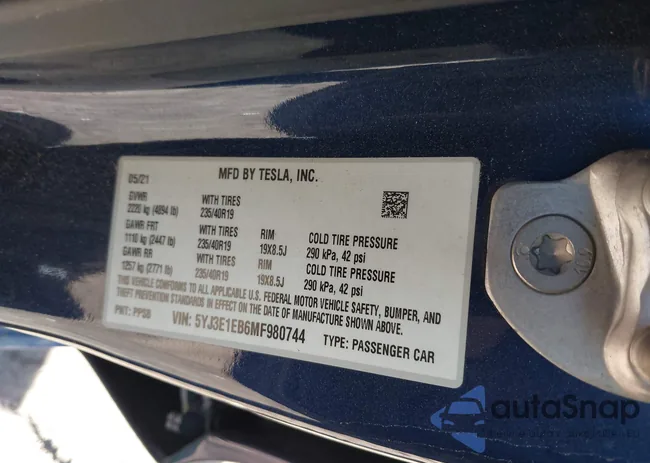 MFD BY TESLA, INC.
05/21
GVWR
2220 kg (4894 lb)
WITH TIRES
235/40R19
GAWR FRT
1110 kg (2447 lb)
WITH TIRES
235/40R19
RIM
19X8.5J
COLD TIRE PRESSURE
290 kPa, 42 psi
GAWR RR
1257 kg (2771 lb)
WITH TIRES
235/40R19
RIM
19X8.5J
COLD TIRE PRESSURE
290 kPa, 42 psi
THIS VEHICLE CONFORMS TO ALL APPLICABLE U.S. FEDERAL MOTOR VEHICLE SAFETY, BUMPER, AND
THEFT PREVENTION STANDARDS IN EFFECT ON THE DATE OF MANUFACTURE SHOWN ABOVE.
PNT: PPSB
VIN: 5YJ3E1EB6MF980744
TYPE: PASSENGER CAR
autoSnap